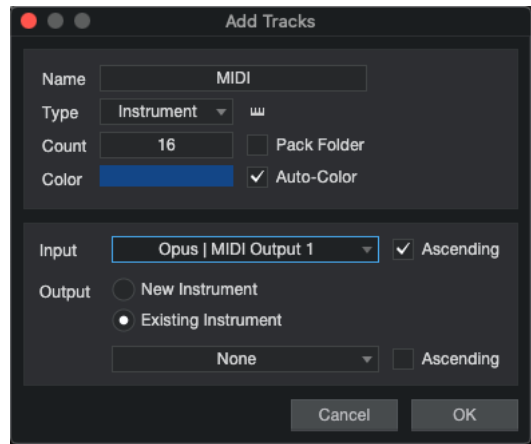 Add Tracks
Name MIDI
Type Instrument
Count 16 Pack Folder
Color Auto-Color
Input Opus | MIDI Output 1 Ascending
Output New Instrument
Existing Instrument
None Ascending
Cancel OK